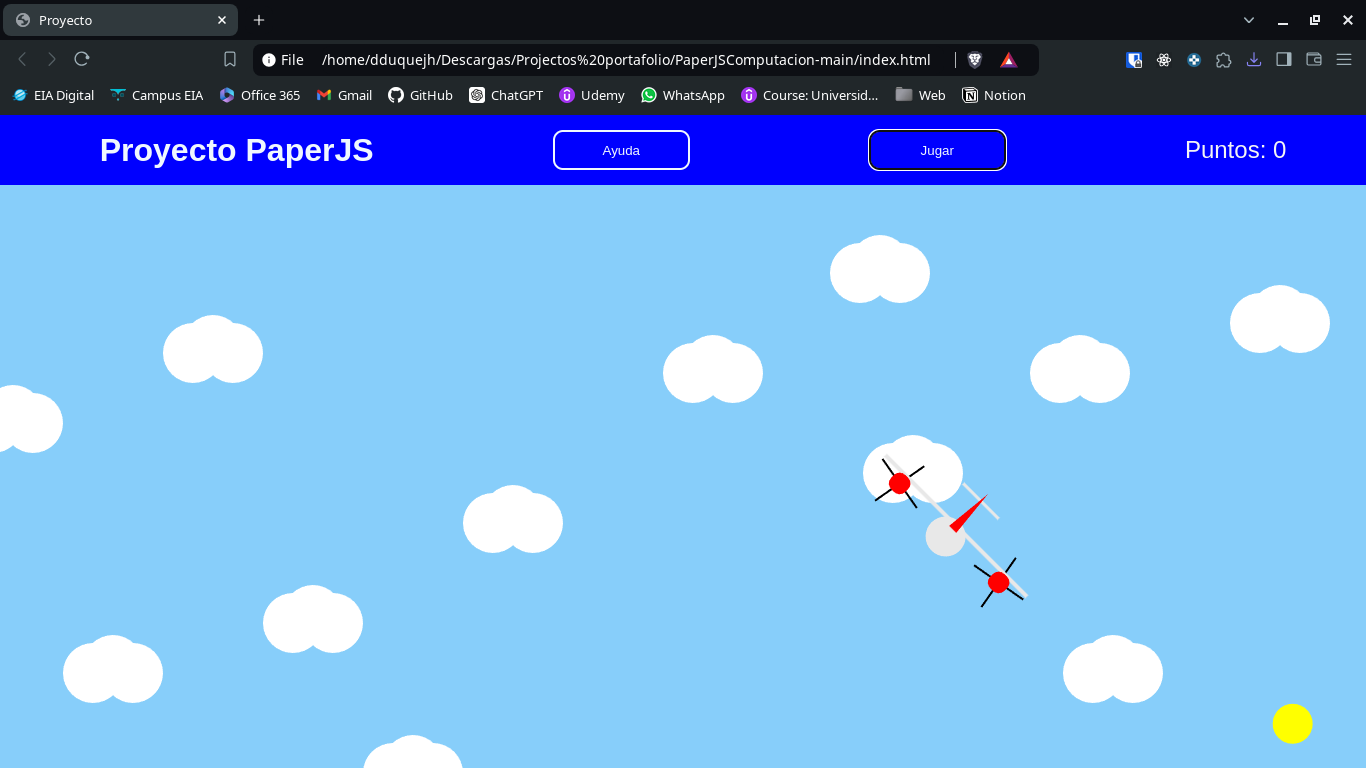 Proyecto
File /home/dduquejh/Descargas/Projectos%20portafolio/PaperJSComputacion-main/index.html
EIA Digital Campus EIA Office 365 Gmail GitHub ChatGPT Udemy WhatsApp Course: Universid... Web Notion
Proyecto PaperJS Ayuda Jugar Puntos: 0